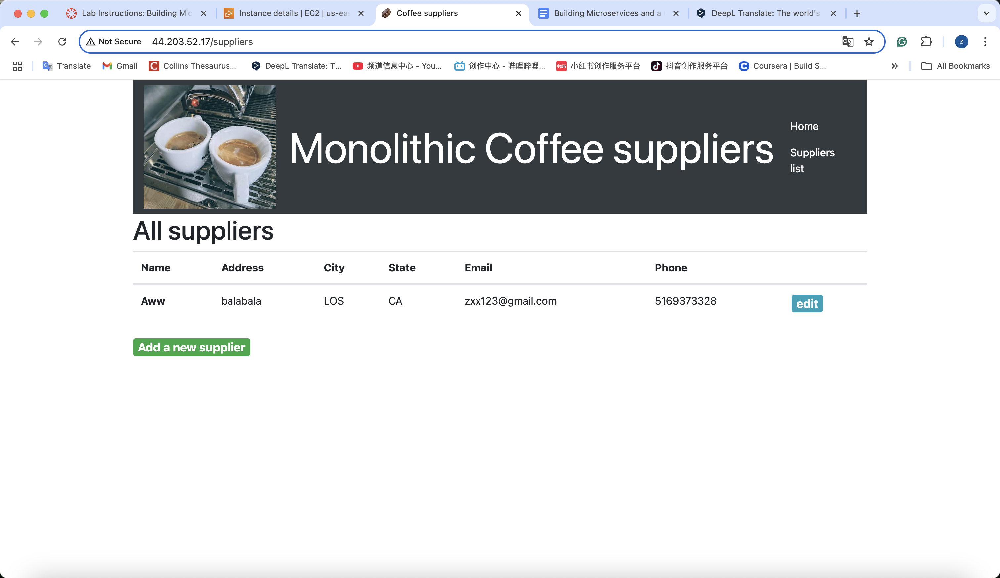 Lab Instructions: Building Mic
Instance details | EC2 | us-eas
Coffee suppliers
Building Microservices and a
DeepL Translate: The world's
Not Secure 44.203.52.17/suppliers
Z
Translate
Gmail
Collins Thesaurus...
DeepL Translate: T...
频道信息中心 - You...
创作中心 - 哔哩哔哩...
小红书
小红书创作服务平台
抖音创作服务平台
Coursera | Build S...
All Bookmarks
Monolithic Coffee suppliers
Home
Suppliers
list
All suppliers
Name Address City State Email Phone
Aww balabala LOS CA zxx123@gmail.com 5169373328 edit
Add a new supplier